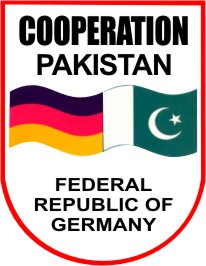 COOPERATION
PAKISTAN
FEDERAL
REPUBLIC OF
GERMANY